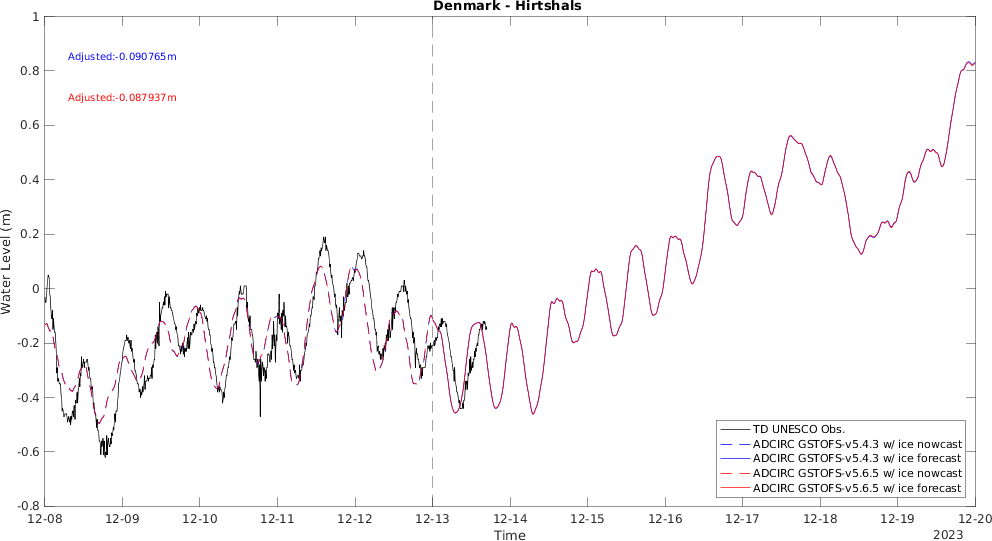 Denmark - Hirtshals
1
0.8
0.6
0.4
0.2
0
-0.2
-0.4
-0.6
-0.8
Water Level (m)
Adjusted:-0.090765m
Adjusted:-0.087937m
TD UNESCO Obs.
ADCIRC GSTOFS-v5.4.3 w/ ice nowcast
ADCIRC GSTOFS-v5.4.3 w/ ice forecast
ADCIRC GSTOFS-v5.6.5 w/ ice nowcast
ADCIRC GSTOFS-v5.6.5 w/ ice forecast
12-08 12-09 12-10 12-11 12-12 12-13 12-14 12-15 12-16 12-17 12-18 12-19 12-20
Time
2023